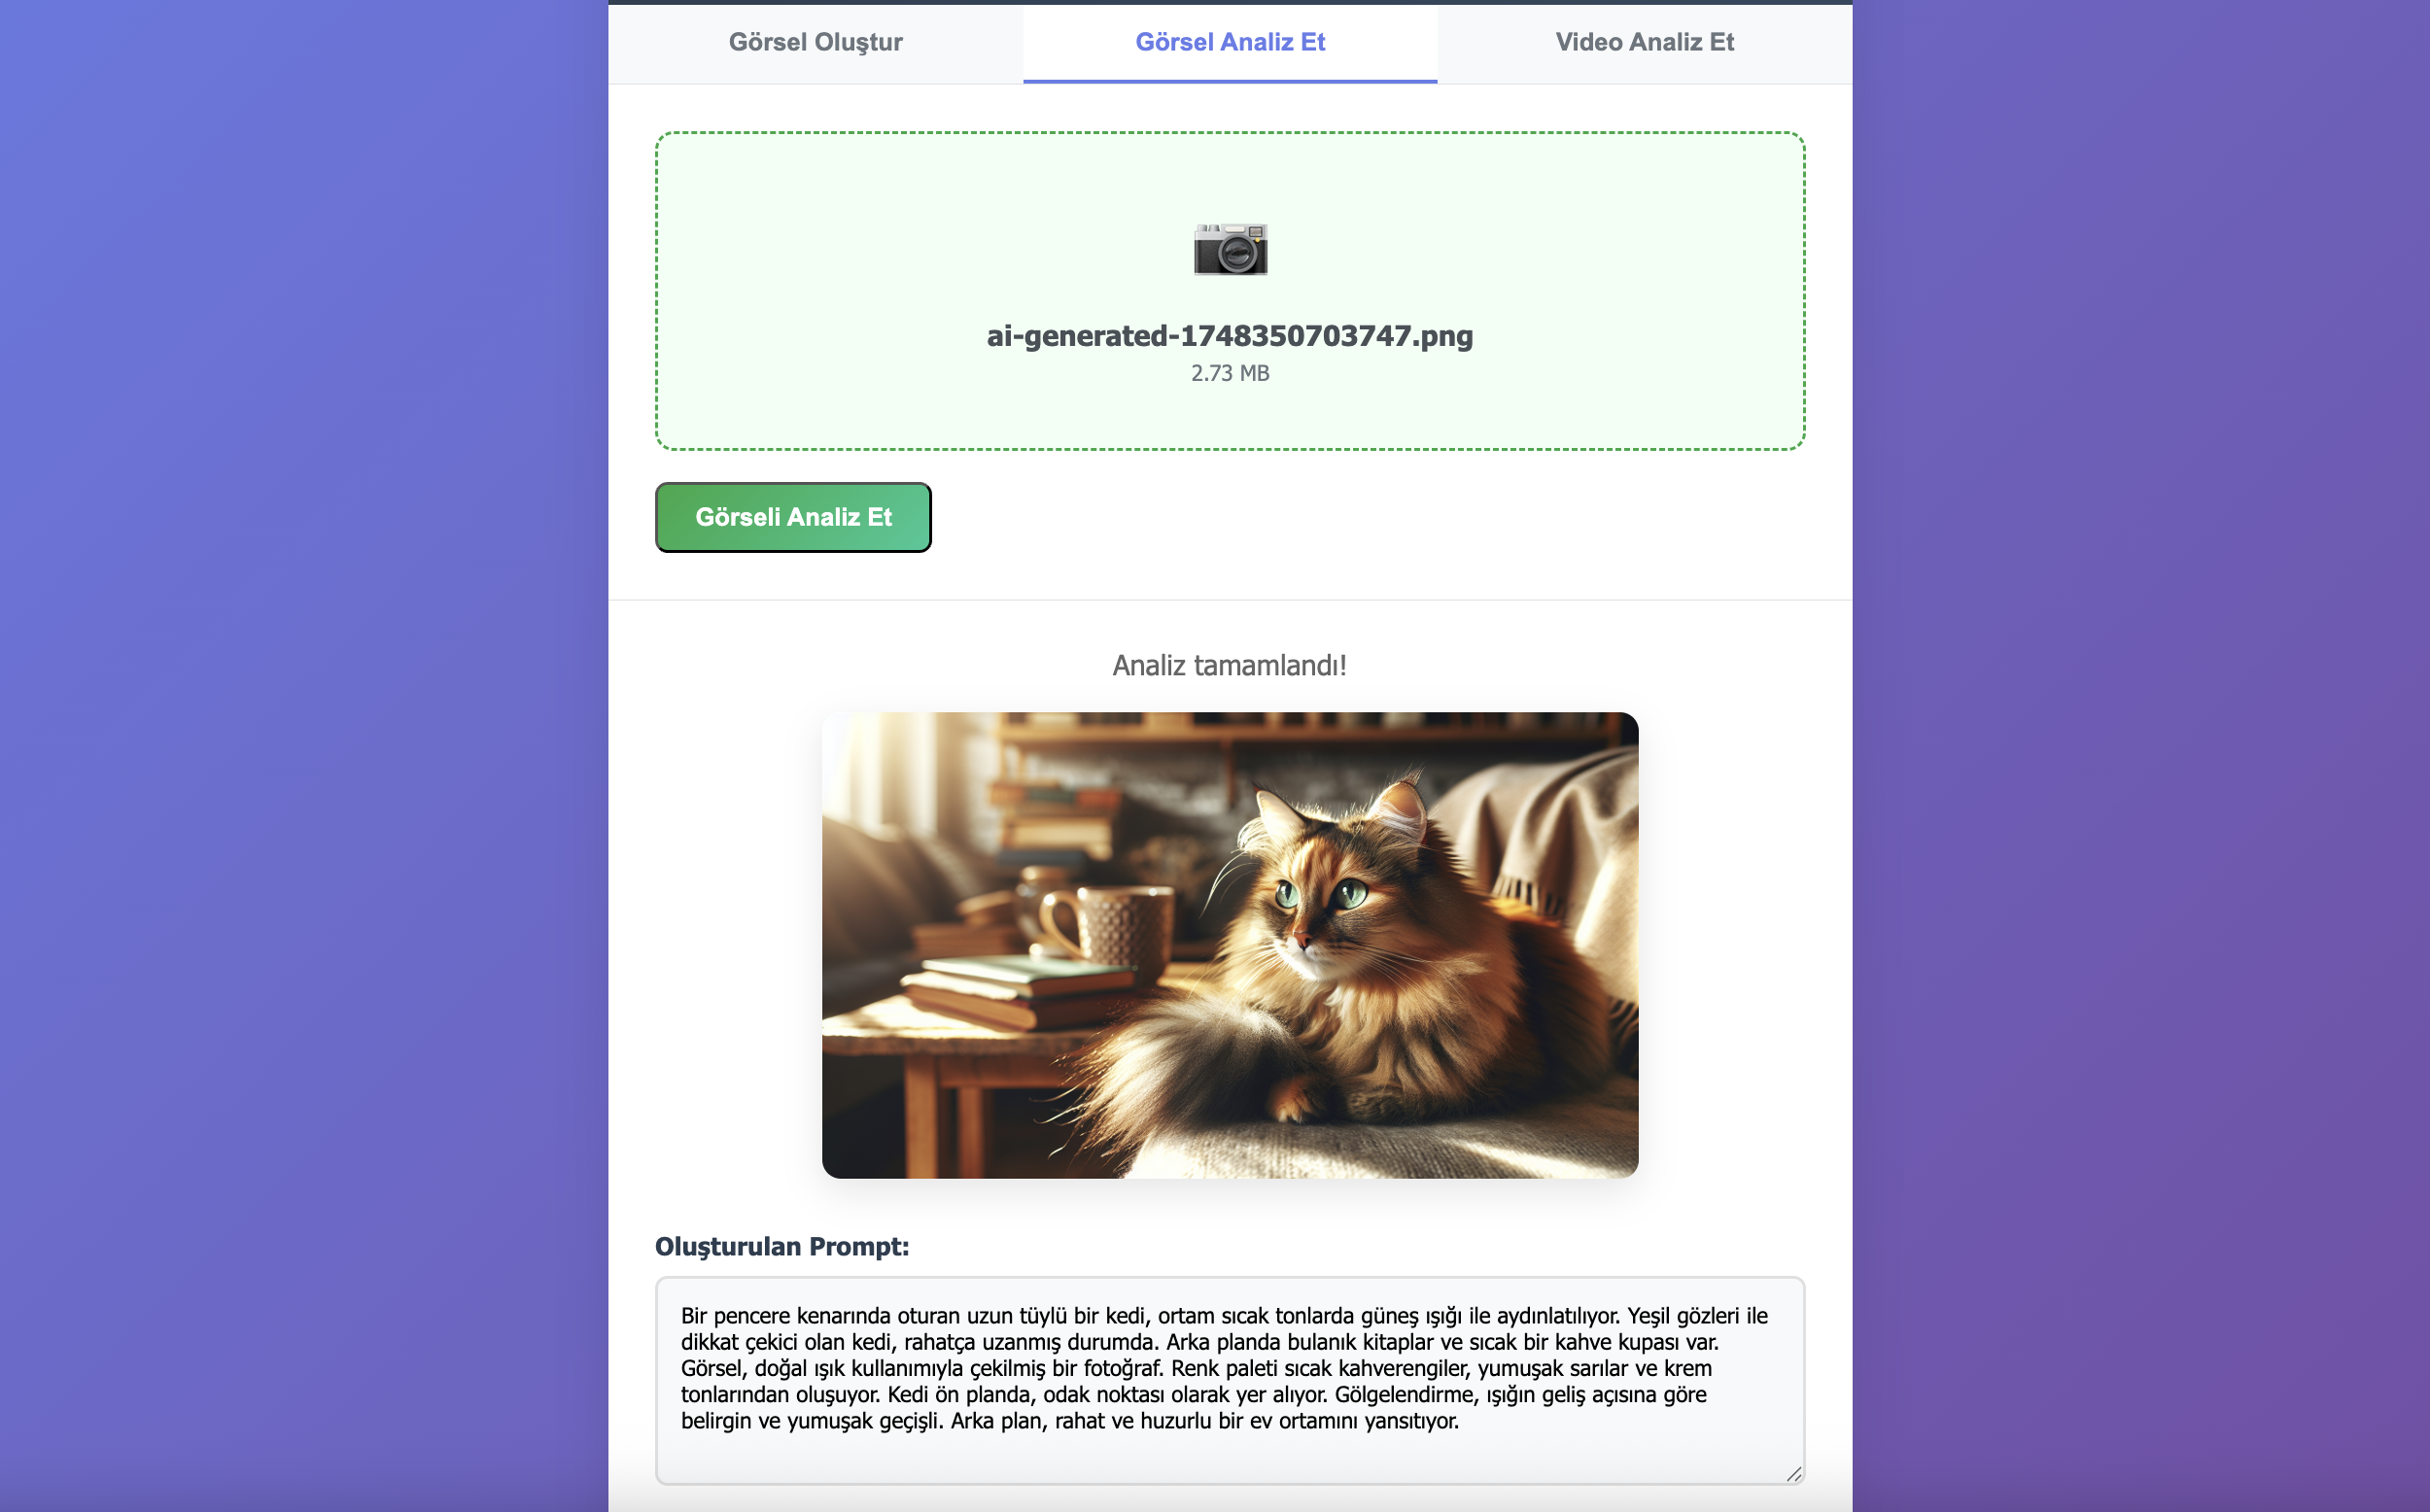 Görsel Oluştur
Görsel Analiz Et
Video Analiz Et
ai-generated-1748350703747.png
2.73 MB
Görseli Analiz Et
Analiz tamamlandı!
Oluşturulan Prompt:
Bir pencere kenarında oturan uzun tüylü bir kedi, ortam sıcak tonlarda güneş ışığı ile aydınlatılıyor. Yeşil gözleri ile
dikkat çekici olan kedi, rahatça uzanmış durumda. Arka planda bulanık kitaplar ve sıcak bir kahve kupası var.
Görsel, doğal ışık kullanımıyla çekilmiş bir fotoğraf. Renk paleti sıcak kahverengiler, yumuşak sarılar ve krem
tonlarından oluşuyor. Kedi ön planda, odak noktası olarak yer alıyor. Gölgelendirme, ışığın geliş açısına göre
belirgin ve yumuşak geçişli. Arka plan, rahat ve huzurlu bir ev ortamını yansıtıyor.